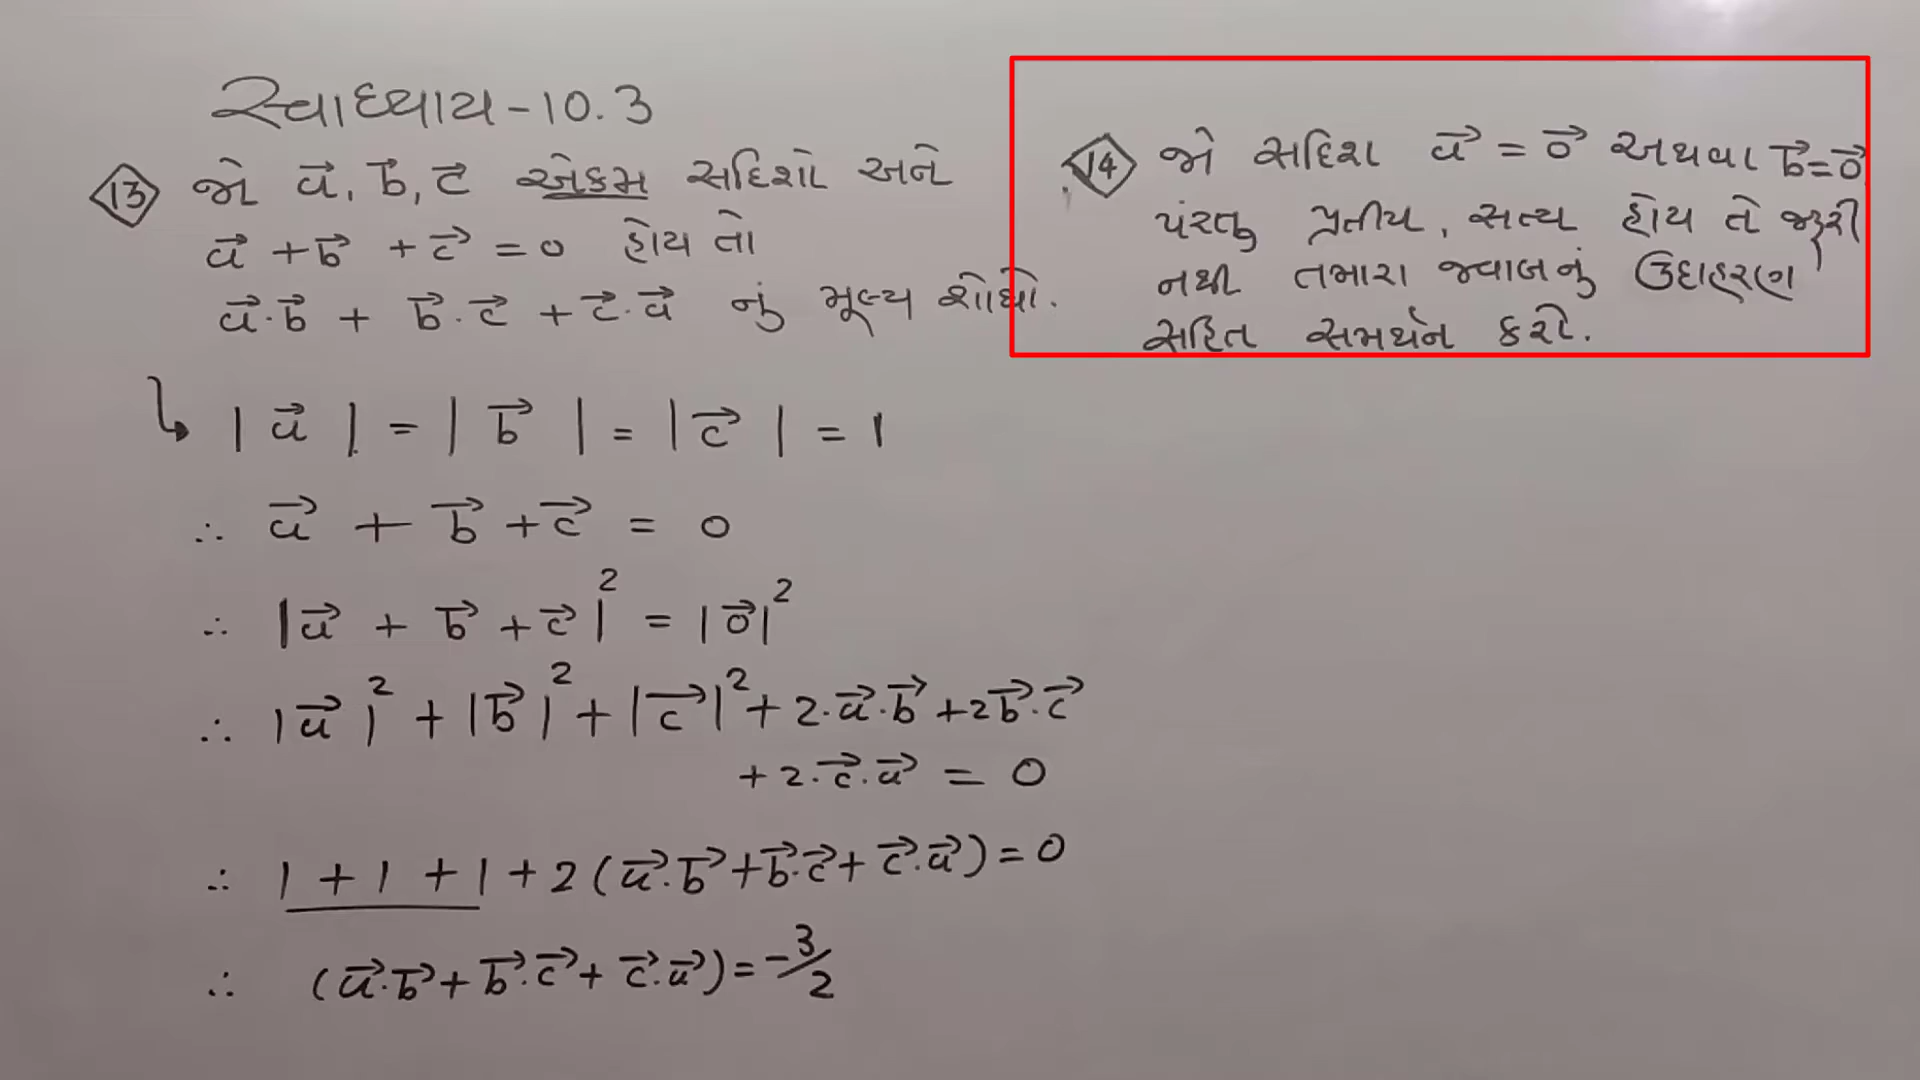 સ્વાધ્યાય - 10.3
13 જો a⃗, b⃗, c⃗ એકમ સદિશો અને
a⃗ + b⃗ + c⃗ = 0 હોય તો
a⃗·b⃗ + b⃗·c⃗ + c⃗·a⃗ નું મૂલ્ય શોધો.
↳ |a⃗| = |b⃗| = |c⃗| = 1
∴ a⃗ + b⃗ + c⃗ = 0
∴ |a⃗ + b⃗ + c⃗|² = |0⃗|²
∴ |a⃗|² + |b⃗|² + |c⃗|² + 2·a⃗·b⃗ + 2b⃗·c⃗
+ 2·c⃗·a⃗ = 0
∴ 1 + 1 + 1 + 2(a⃗·b⃗ + b⃗·c⃗ + c⃗·a⃗) = 0
∴ (a⃗·b⃗ + b⃗·c⃗ + c⃗·a⃗) = -3/2
14 જો સદિશ a⃗ = 0⃗ અથવા b⃗ = 0⃗
પંરતુ પ્રતીય, સત્ય હોય તે જરૂરી
નથી તમારા જવાબનું ઉદાહરણ
સહિત સમર્થન કરો.